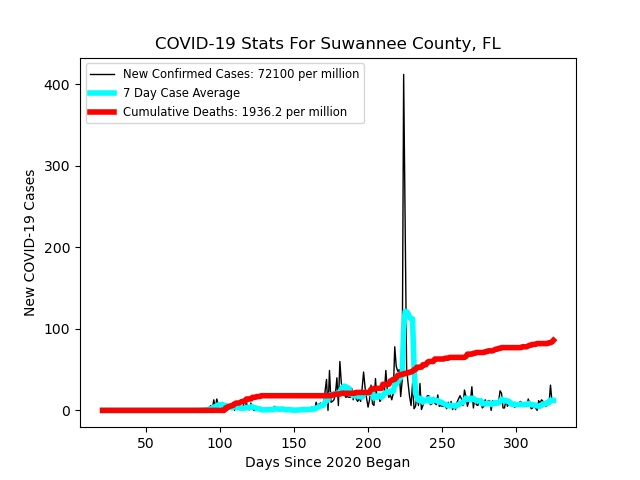 COVID-19 Stats For Suwannee County, FL
New Confirmed Cases: 72100 per million
7 Day Case Average
Cumulative Deaths: 1936.2 per million
New COVID-19 Cases
400
300
200
100
0
50 100 150 200 250 300
Days Since 2020 Began